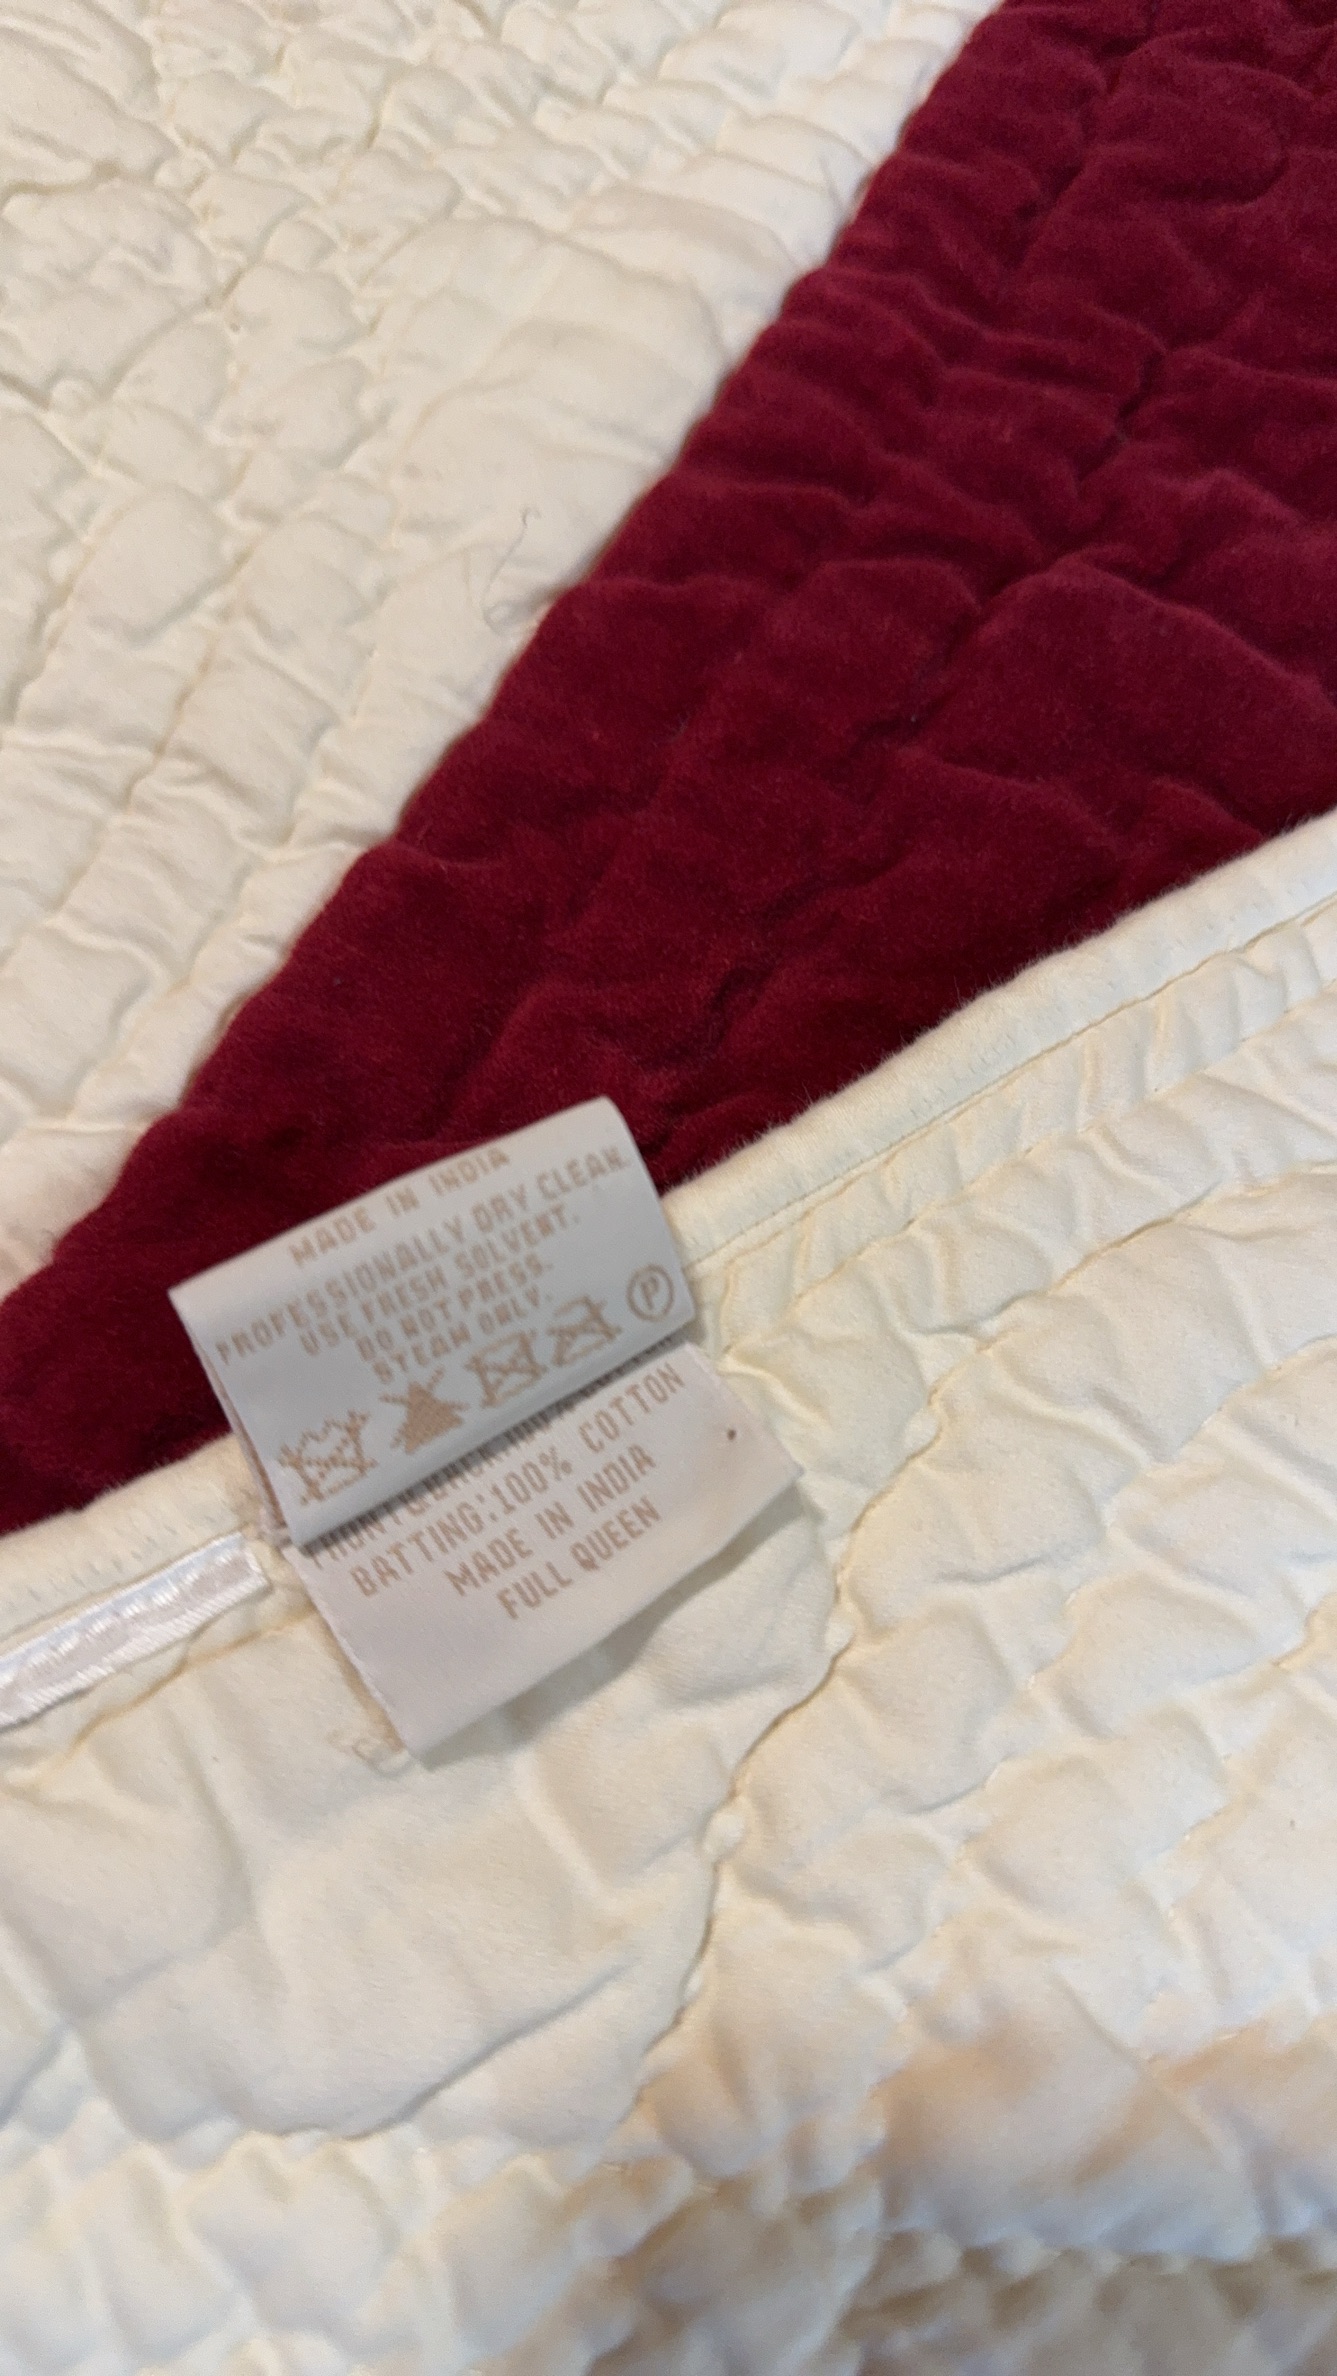 MADE IN INDIA
PROFESSIONALLY DRY CLEAN.
USE FRESH SOLVENT.
DO NOT PRESS.
STEAM ONLY.
P
BATTING:100% COTTON
MADE IN INDIA
FULL QUEEN